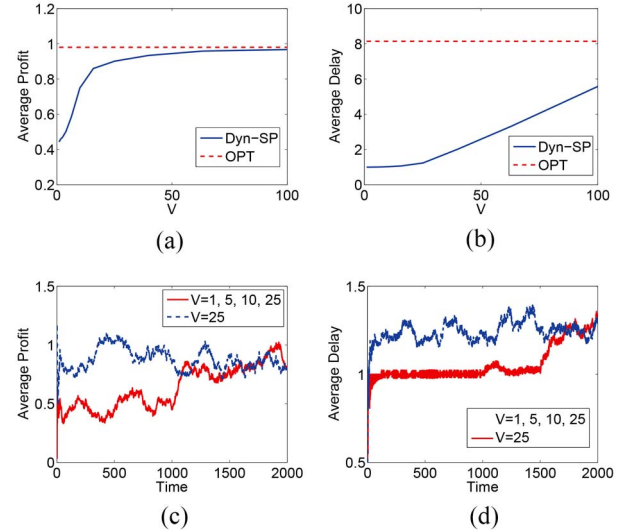 1.2
1
0.8
0.6
0.4
0.2
0
50
100
Average Profit
V
Dyn-SP
OPT
(a)
10
8
6
4
2
0
0
50
100
Average Delay
V
Dyn-SP
OPT
(b)
1.5
1
0.5
0
0
500
1000
1500
2000
Average Profit
Time
V=1, 5, 10, 25
V=25
(c)
1.5
1
0.5
0
500
1000
1500
2000
Average Delay
Time
V=1, 5, 10, 25
V=25
(d)